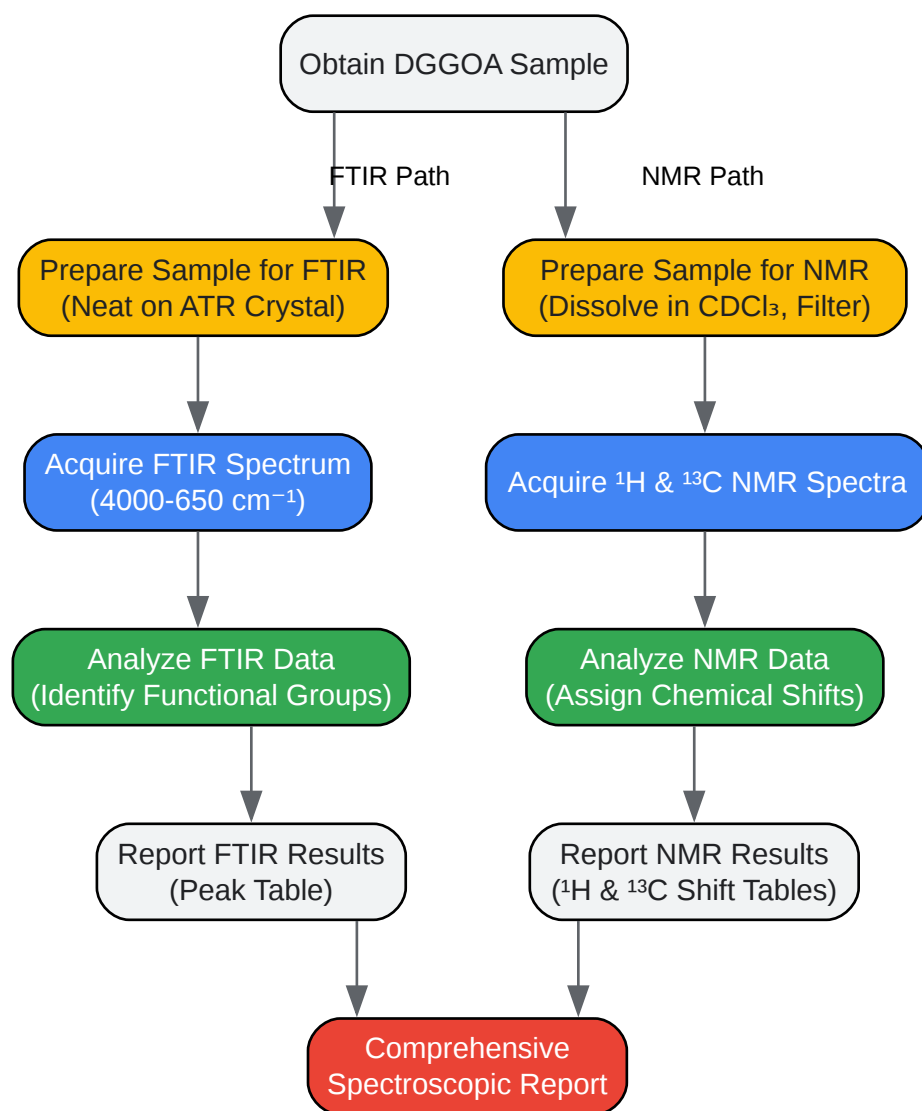 Obtain DGGOA Sample
FTIR Path
NMR Path
Prepare Sample for FTIR
(Neat on ATR Crystal)
Prepare Sample for NMR
(Dissolve in CDCl₃, Filter)
Acquire FTIR Spectrum
(4000-650 cm⁻¹)
Acquire ¹H & ¹³C NMR Spectra
Analyze FTIR Data
(Identify Functional Groups)
Analyze NMR Data
(Assign Chemical Shifts)
Report FTIR Results
(Peak Table)
Report NMR Results
(¹H & ¹³C Shift Tables)
Comprehensive
Spectroscopic Report